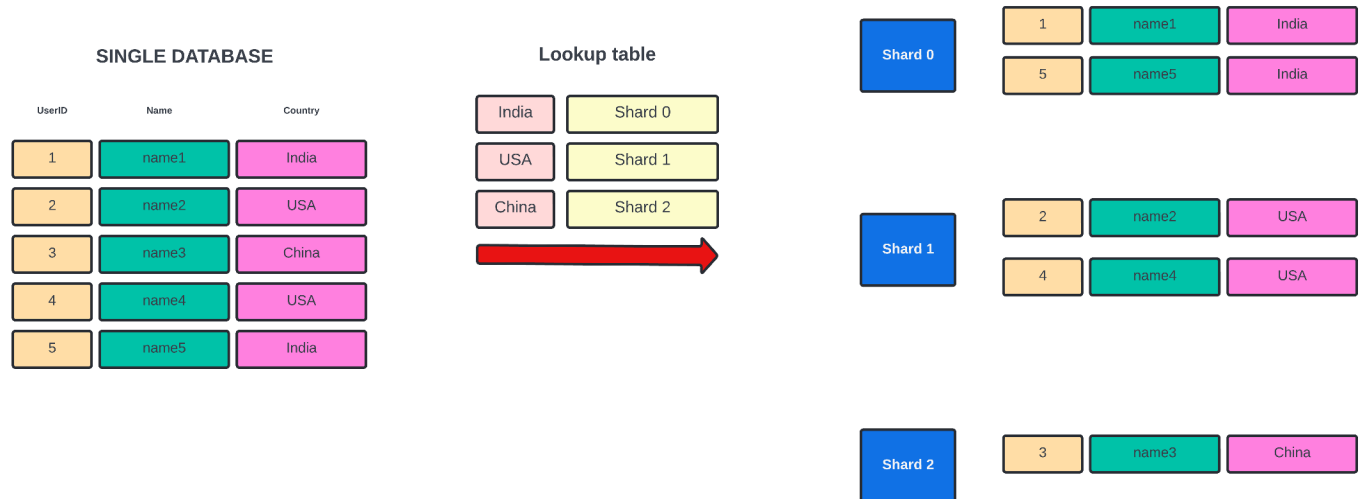 SINGLE DATABASE
UserID Name Country
1 name1 India
2 name2 USA
3 name3 China
4 name4 USA
5 name5 India
Lookup table
India Shard 0
USA Shard 1
China Shard 2
Shard 0
1 name1 India
5 name5 India
Shard 1
2 name2 USA
4 name4 USA
Shard 2
3 name3 China